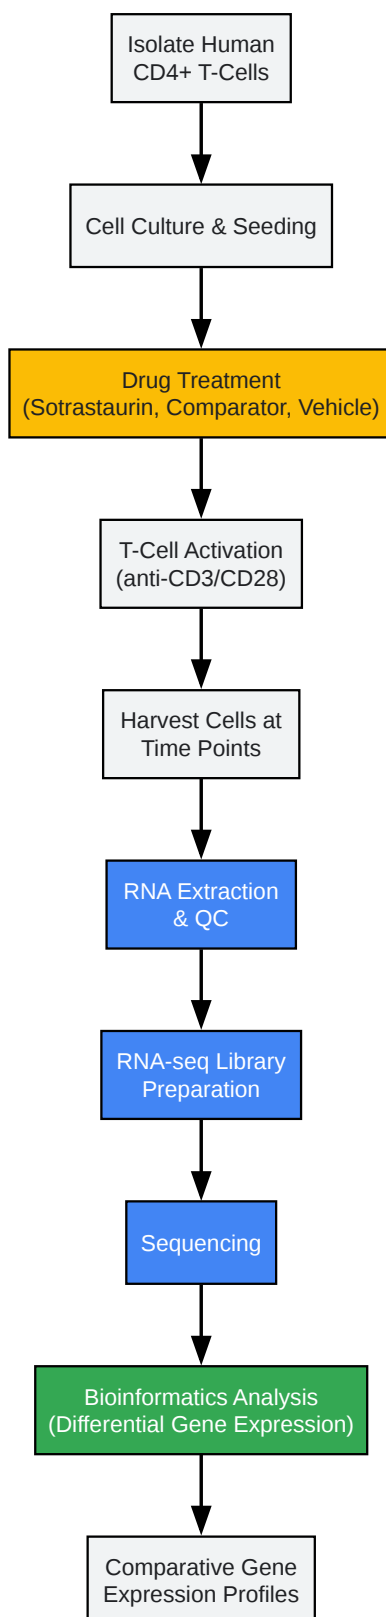 Isolate Human
CD4+ T-Cells
Cell Culture & Seeding
Drug Treatment
(Sotrastaurin, Comparator, Vehicle)
T-Cell Activation
(anti-CD3/CD28)
Harvest Cells at
Time Points
RNA Extraction
& QC
RNA-seq Library
Preparation
Sequencing
Bioinformatics Analysis
(Differential Gene Expression)
Comparative Gene
Expression Profiles